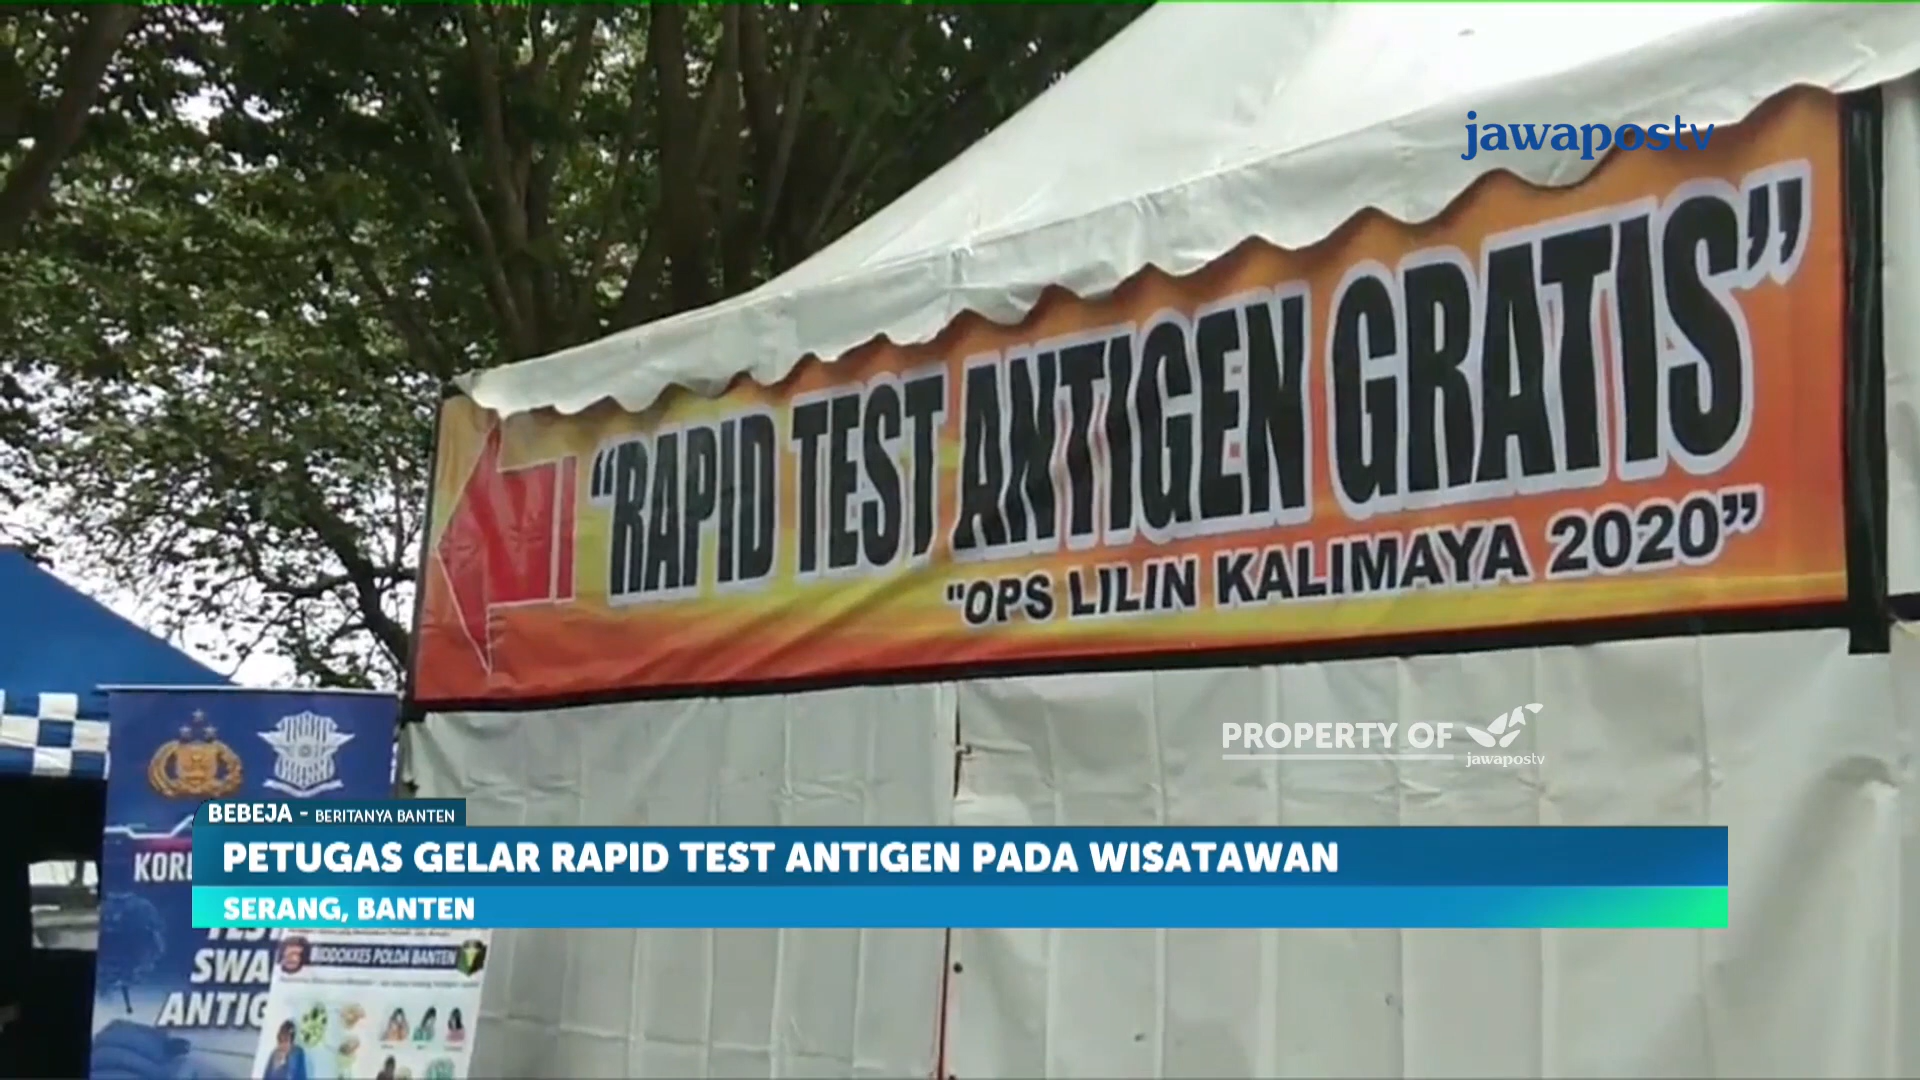 jawapostv
“RAPID TEST ANTIGEN GRATIS”
"OPS LILIN KALIMAYA 2020”
PROPERTY OF
jawapostv
BEBEJA - BERITANYA BANTEN
PETUGAS GELAR RAPID TEST ANTIGEN PADA WISATAWAN
SERANG, BANTEN
BIDDOKKES POLDA BANTEN